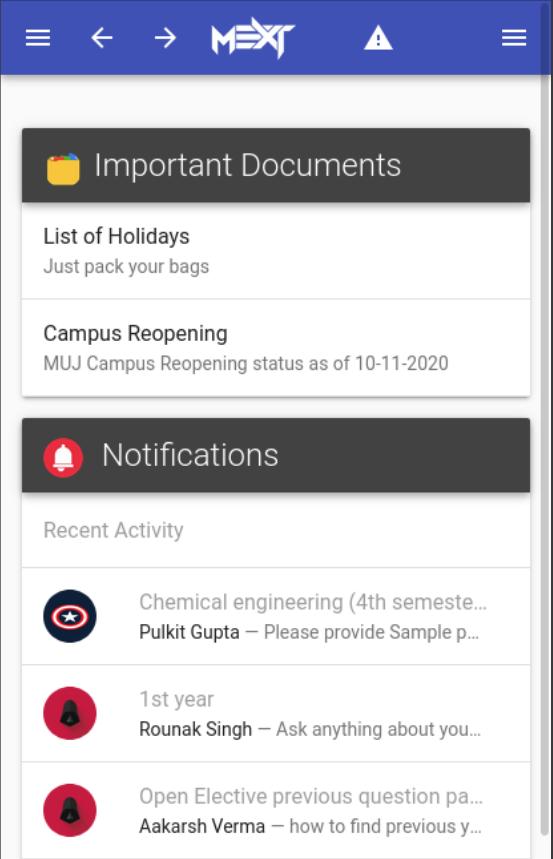 MEXT
Important Documents
List of Holidays
Just pack your bags
Campus Reopening
MUJ Campus Reopening status as of 10-11-2020
Notifications
Recent Activity
Chemical engineering (4th semeste...
Pulkit Gupta — Please provide Sample p...
1st year
Rounak Singh — Ask anything about you...
Open Elective previous question pa...
Aakarsh Verma — how to find previous y...